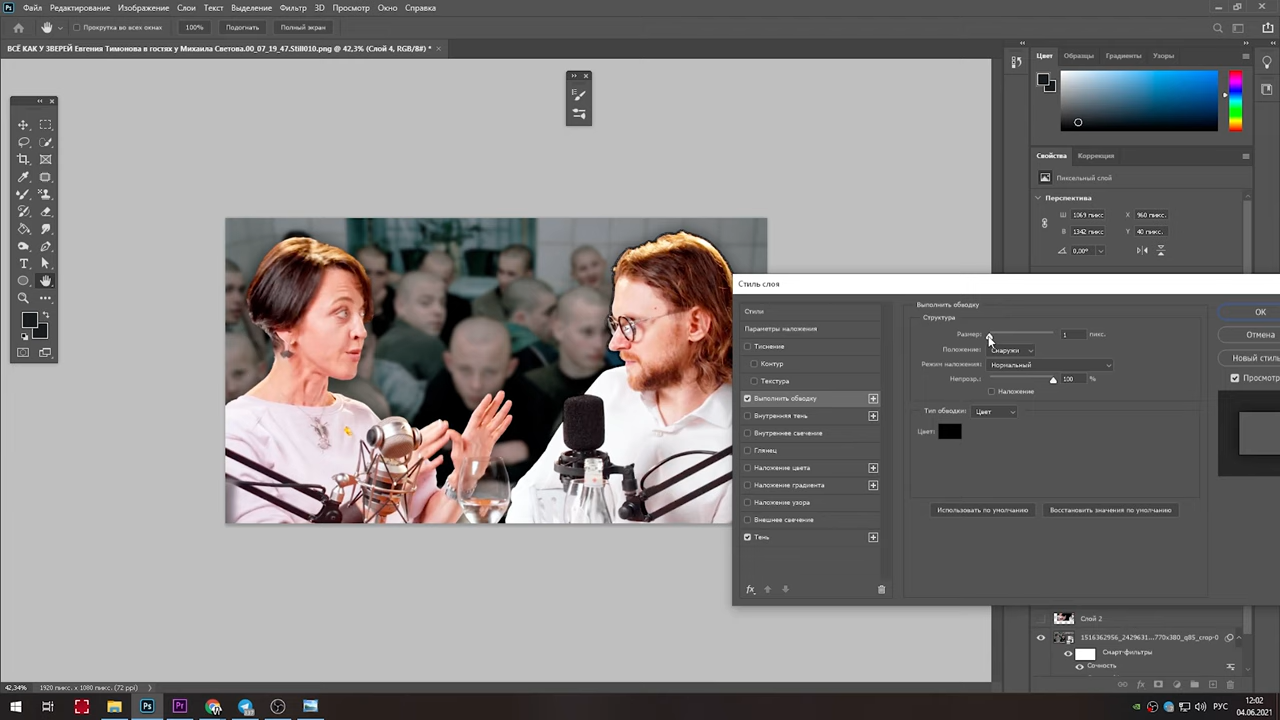 Файл Редактирование Изображение Слои Текст Выделение Фильтр 3D Просмотр Окно Справка
Прокрутка во всех окнах 100% Подогнать Полный экран
ВСЁ КАК У ЗВЕРЕЙ Евгения Тимонова в гостях у Михаила Светова.00_07_19_47.Still010.png @ 42,3% (Слой 4, RGB/8#) *
Цвет Образцы Градиенты Узоры
Свойства Коррекция
Пиксельный слой
Перспектива
Ш 1069 пикс X 960 пикс.
В 1342 пикс Y 40 пикс.
0,00°
Стиль слоя
Стили
Параметры наложения
Тиснение
Контур
Текстура
Выполнить обводку
Внутренняя тень
Внутреннее свечение
Глянец
Наложение цвета
Наложение градиента
Наложение узора
Внешнее свечение
Тень
fx
Выполнить обводку
Структура
Размер: 1 пикс.
Положение: Снаружи
Режим наложения: Нормальный
Непрозр.: 100 %
Наложение
Тип обводки: Цвет
Цвет:
Использовать по умолчанию Восстановить значения по умолчанию
OK
Отмена
Новый стиль
Просмотр
Слой 2
1516362956_2429631...770x380_q85_crop-0
Смарт-фильтры
Сочность
42,34% 1920 пикс. x 1080 пикс. (72 ppi)
РУС
12:02
04.06.2021